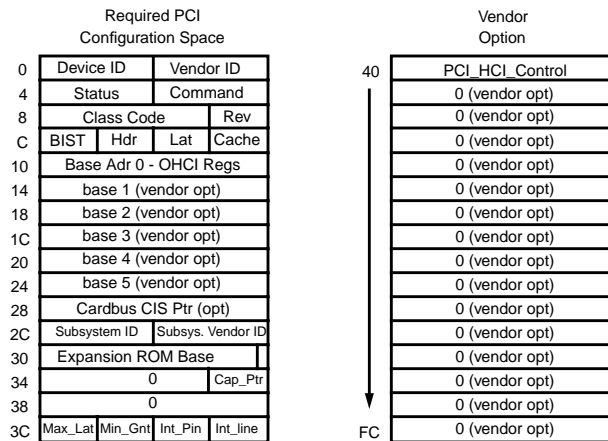 Required PCI
Configuration Space
0 Device ID Vendor ID
4 Status Command
8 Class Code Rev
C BIST Hdr Lat Cache
10 Base Adr 0 - OHCI Regs
14 base 1 (vendor opt)
18 base 2 (vendor opt)
1C base 3 (vendor opt)
20 base 4 (vendor opt)
24 base 5 (vendor opt)
28 Cardbus CIS Ptr (opt)
2C Subsystem ID Subsys. Vendor ID
30 Expansion ROM Base
34 0 Cap_Ptr
38 0
3C Max_Lat Min_Gnt Int_Pin Int_line
Vendor
Option
40 PCI_HCI_Control
0 (vendor opt)
0 (vendor opt)
0 (vendor opt)
0 (vendor opt)
0 (vendor opt)
0 (vendor opt)
0 (vendor opt)
0 (vendor opt)
0 (vendor opt)
0 (vendor opt)
0 (vendor opt)
0 (vendor opt)
0 (vendor opt)
0 (vendor opt)
FC 0 (vendor opt)